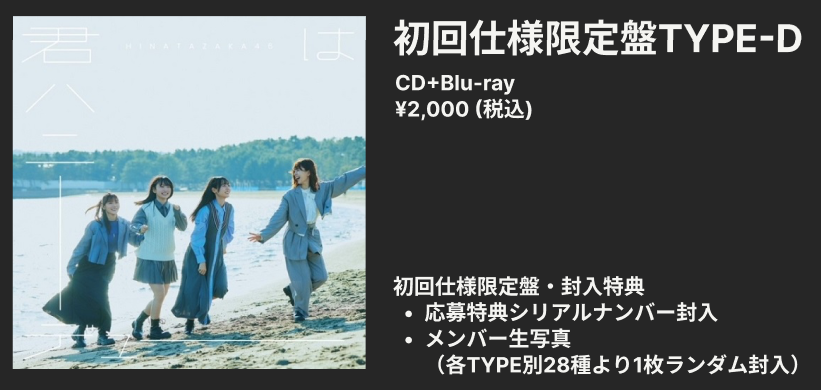 君 HINATAZAKA46 は
ハ
ニ
ー
デ
ッ
初回仕様限定盤TYPE-D
CD+Blu-ray
¥2,000 (税込)
初回仕様限定盤・封入特典
• 応募特典シリアルナンバー封入
• メンバー生写真
（各TYPE別28種より1枚ランダム封入）